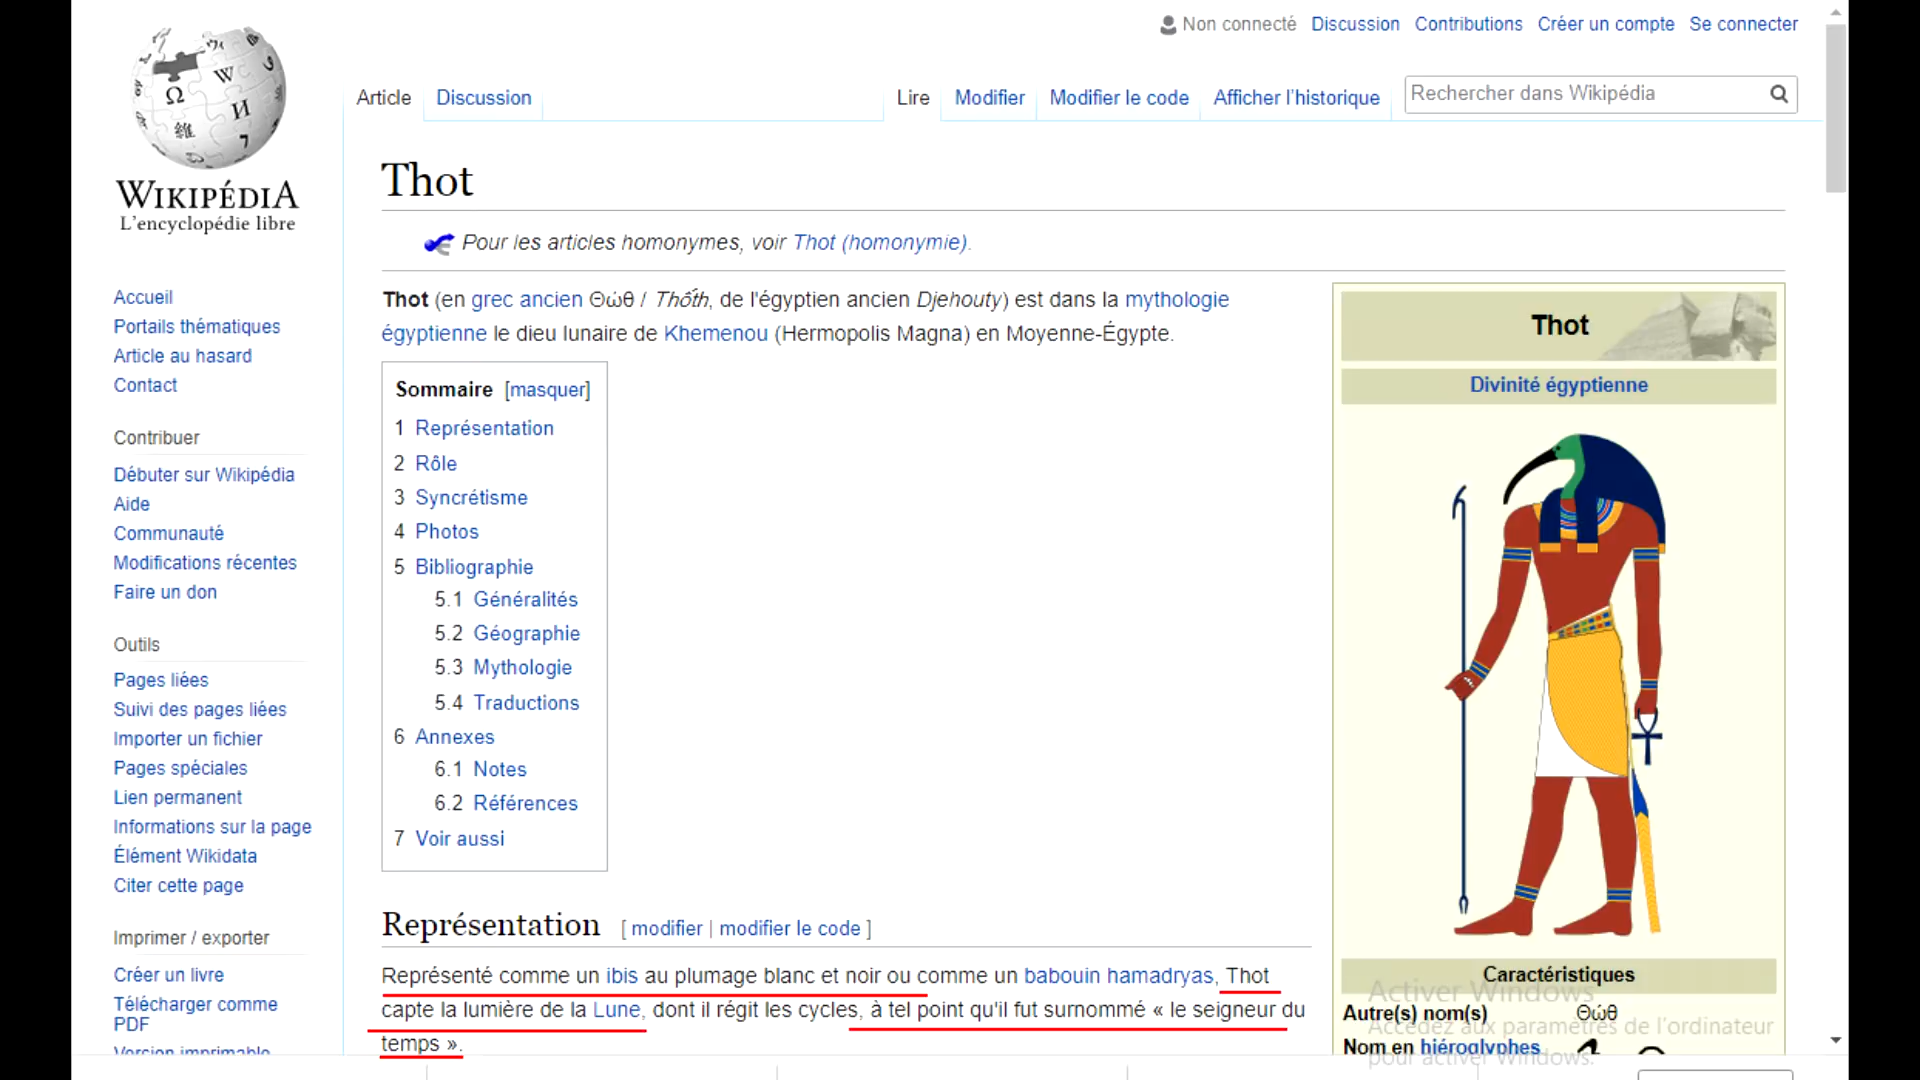 Non connecté Discussion Contributions Créer un compte Se connecter
Article Discussion Lire Modifier Modifier le code Afficher l'historique Rechercher dans Wikipédia
WIKIPÉDIA
L'encyclopédie libre
Accueil
Portails thématiques
Article au hasard
Contact
Contribuer
Débuter sur Wikipédia
Aide
Communauté
Modifications récentes
Faire un don
Outils
Pages liées
Suivi des pages liées
Importer un fichier
Pages spéciales
Lien permanent
Informations sur la page
Élément Wikidata
Citer cette page
Imprimer / exporter
Créer un livre
Télécharger comme
PDF
Version imprimable
Thot
Pour les articles homonymes, voir Thot (homonymie).
Thot (en grec ancien Θώθ / Thṓth, de l'égyptien ancien Djehouty) est dans la mythologie
égyptienne le dieu lunaire de Khemenou (Hermopolis Magna) en Moyenne-Égypte.
Sommaire [masquer]
1 Représentation
2 Rôle
3 Syncrétisme
4 Photos
5 Bibliographie
5.1 Généralités
5.2 Géographie
5.3 Mythologie
5.4 Traductions
6 Annexes
6.1 Notes
6.2 Références
7 Voir aussi
Représentation [ modifier | modifier le code ]
Représenté comme un ibis au plumage blanc et noir ou comme un babouin hamadryas, Thot
capte la lumière de la Lune, dont il régit les cycles, à tel point qu'il fut surnommé « le seigneur du
temps ».
Thot
Divinité égyptienne
Caractéristiques
Autre(s) nom(s) Θώθ
Nom en hiéroglyphes
Activer Windows
Accédez aux paramètres de l'ordinateur
pour activer Windows.